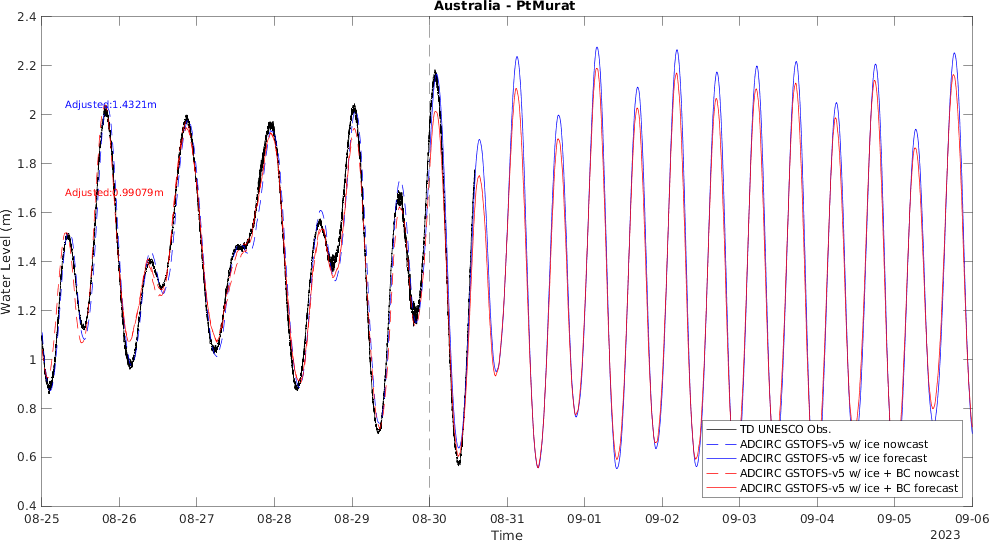 Australia - PtMurat
2.4
2.2
2
1.8
1.6
1.4
1.2
1
0.8
0.6
0.4
Water Level (m)
Adjusted:1.4321m
Adjusted:0.99079m
TD UNESCO Obs.
ADCIRC GSTOFS-v5 w/ ice nowcast
ADCIRC GSTOFS-v5 w/ ice forecast
ADCIRC GSTOFS-v5 w/ ice + BC nowcast
ADCIRC GSTOFS-v5 w/ ice + BC forecast
08-25 08-26 08-27 08-28 08-29 08-30 08-31 09-01 09-02 09-03 09-04 09-05 09-06
Time
2023